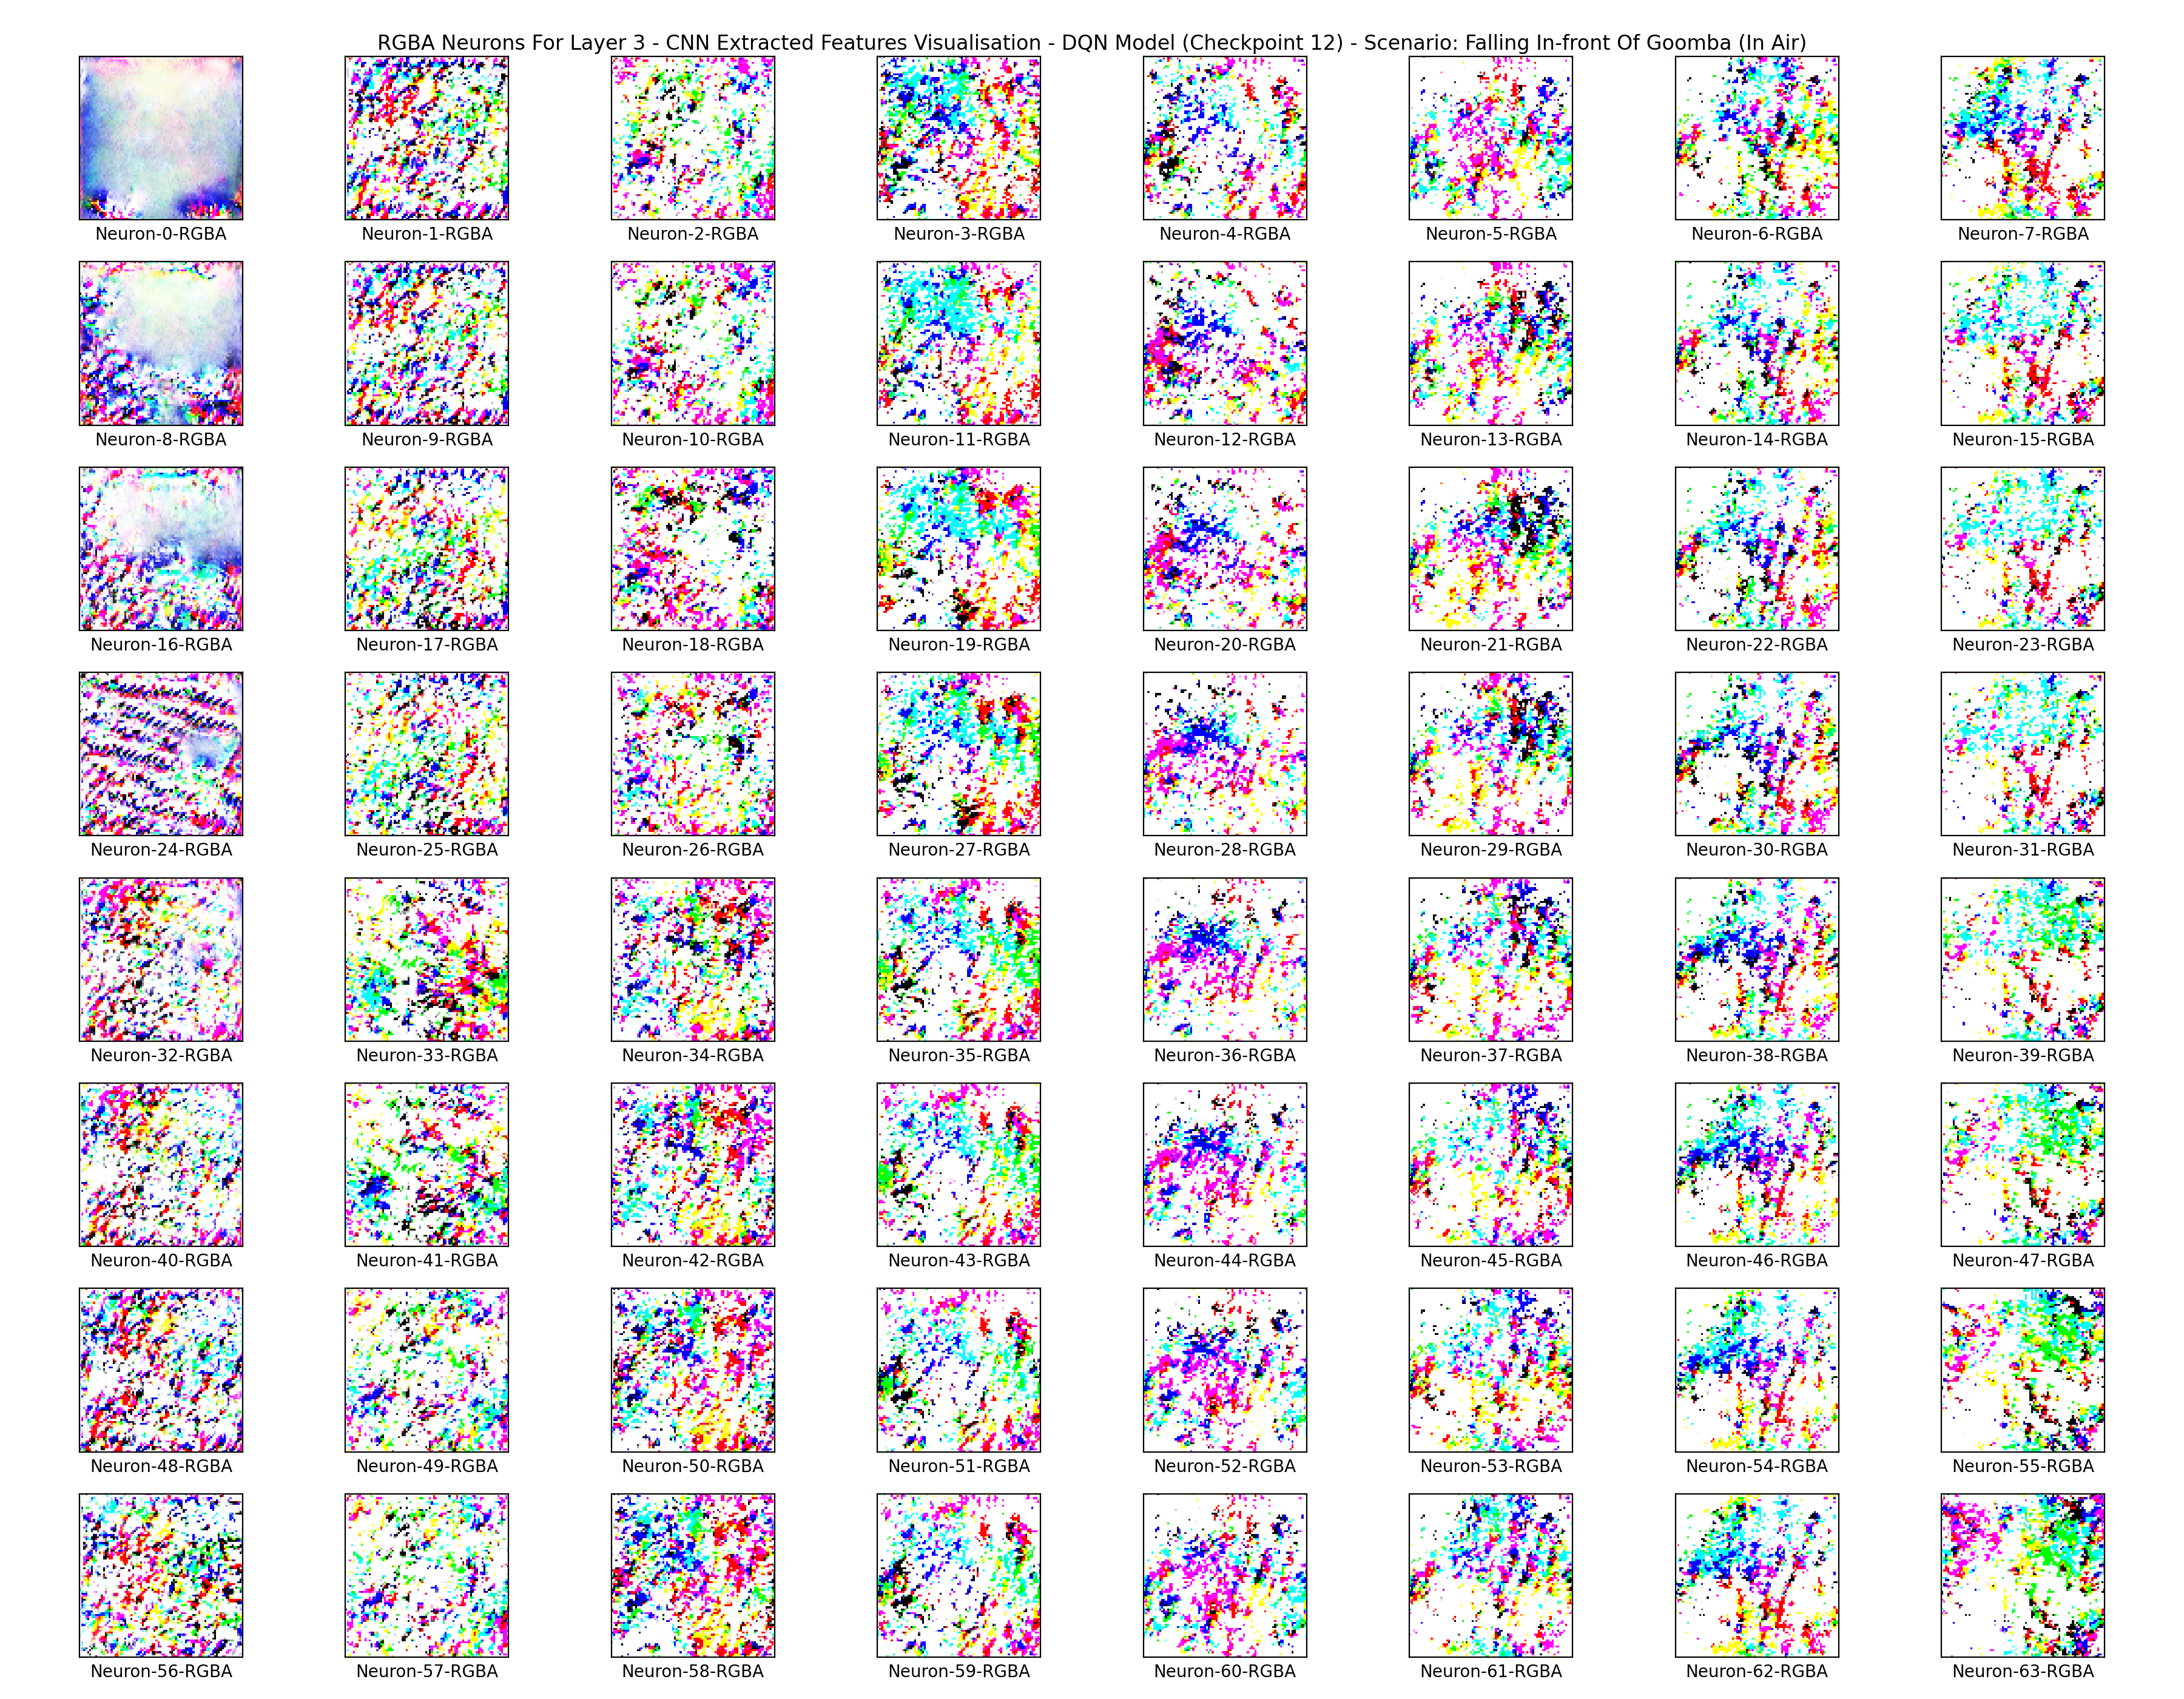 RGBA Neurons For Layer 3 - CNN Extracted Features Visualisation - DQN Model (Checkpoint 12) - Scenario: Falling In-front Of Goomba (In Air)
Neuron-0-RGBA
Neuron-1-RGBA
Neuron-2-RGBA
Neuron-3-RGBA
Neuron-4-RGBA
Neuron-5-RGBA
Neuron-6-RGBA
Neuron-7-RGBA
Neuron-8-RGBA
Neuron-9-RGBA
Neuron-10-RGBA
Neuron-11-RGBA
Neuron-12-RGBA
Neuron-13-RGBA
Neuron-14-RGBA
Neuron-15-RGBA
Neuron-16-RGBA
Neuron-17-RGBA
Neuron-18-RGBA
Neuron-19-RGBA
Neuron-20-RGBA
Neuron-21-RGBA
Neuron-22-RGBA
Neuron-23-RGBA
Neuron-24-RGBA
Neuron-25-RGBA
Neuron-26-RGBA
Neuron-27-RGBA
Neuron-28-RGBA
Neuron-29-RGBA
Neuron-30-RGBA
Neuron-31-RGBA
Neuron-32-RGBA
Neuron-33-RGBA
Neuron-34-RGBA
Neuron-35-RGBA
Neuron-36-RGBA
Neuron-37-RGBA
Neuron-38-RGBA
Neuron-39-RGBA
Neuron-40-RGBA
Neuron-41-RGBA
Neuron-42-RGBA
Neuron-43-RGBA
Neuron-44-RGBA
Neuron-45-RGBA
Neuron-46-RGBA
Neuron-47-RGBA
Neuron-48-RGBA
Neuron-49-RGBA
Neuron-50-RGBA
Neuron-51-RGBA
Neuron-52-RGBA
Neuron-53-RGBA
Neuron-54-RGBA
Neuron-55-RGBA
Neuron-56-RGBA
Neuron-57-RGBA
Neuron-58-RGBA
Neuron-59-RGBA
Neuron-60-RGBA
Neuron-61-RGBA
Neuron-62-RGBA
Neuron-63-RGBA